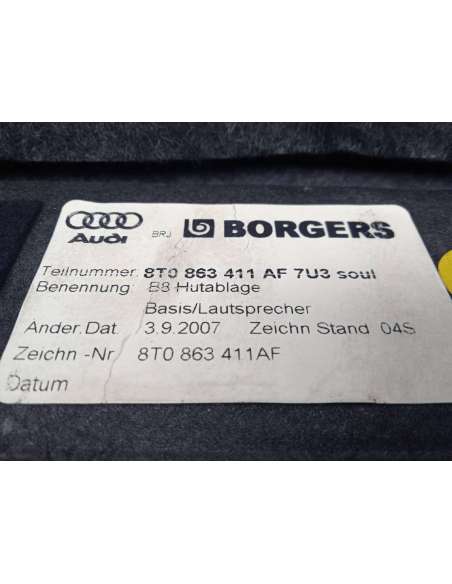 Audi BRJ BORGERS
Teilnummer: 8T0 863 411 AF 7U3 soul
Benennung: B8 Hutablage
Basis/Lautsprecher
Ander.Dat 3.9.2007 Zeichn Stand 04S
Zeichn -Nr. 8T0 863 411AF
Datum